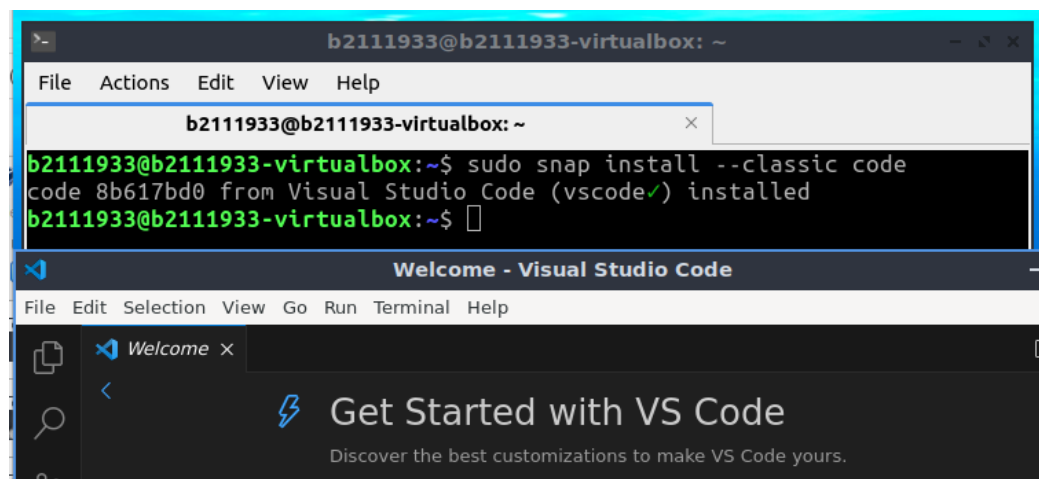 b2111933@b2111933-virtualbox: ~
File Actions Edit View Help
b2111933@b2111933-virtualbox: ~
b2111933@b2111933-virtualbox:~$ sudo snap install --classic code
code 8b617bd0 from Visual Studio Code (vscode✓) installed
b2111933@b2111933-virtualbox:~$
Welcome - Visual Studio Code
File Edit Selection View Go Run Terminal Help
Welcome
Get Started with VS Code
Discover the best customizations to make VS Code yours.